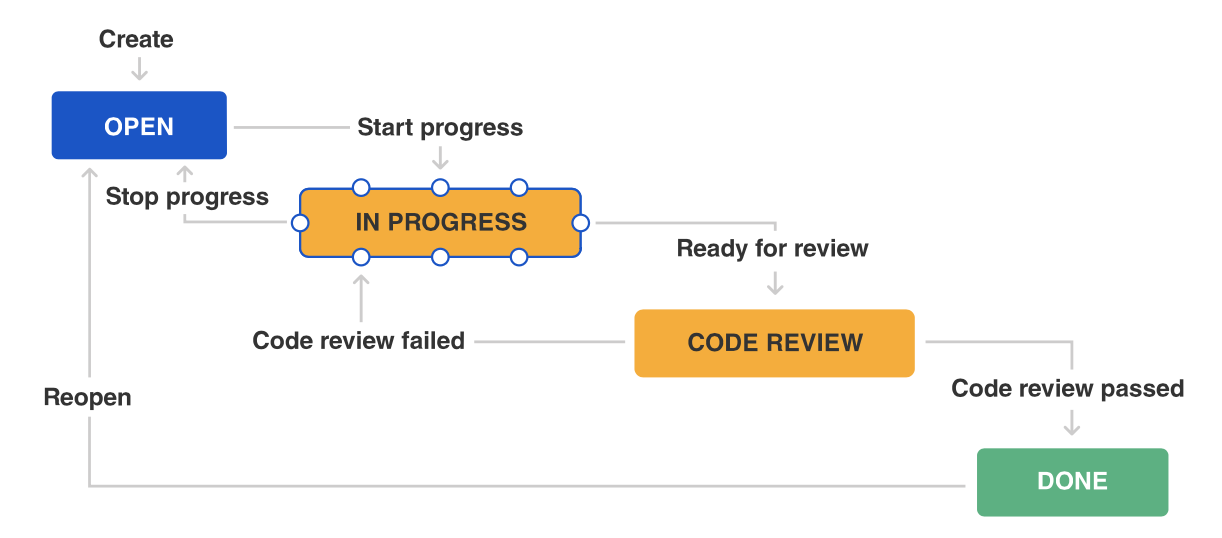 Create
OPEN
Start progress
Stop progress
IN PROGRESS
Ready for review
Code review failed
CODE REVIEW
Code review passed
Reopen
DONE